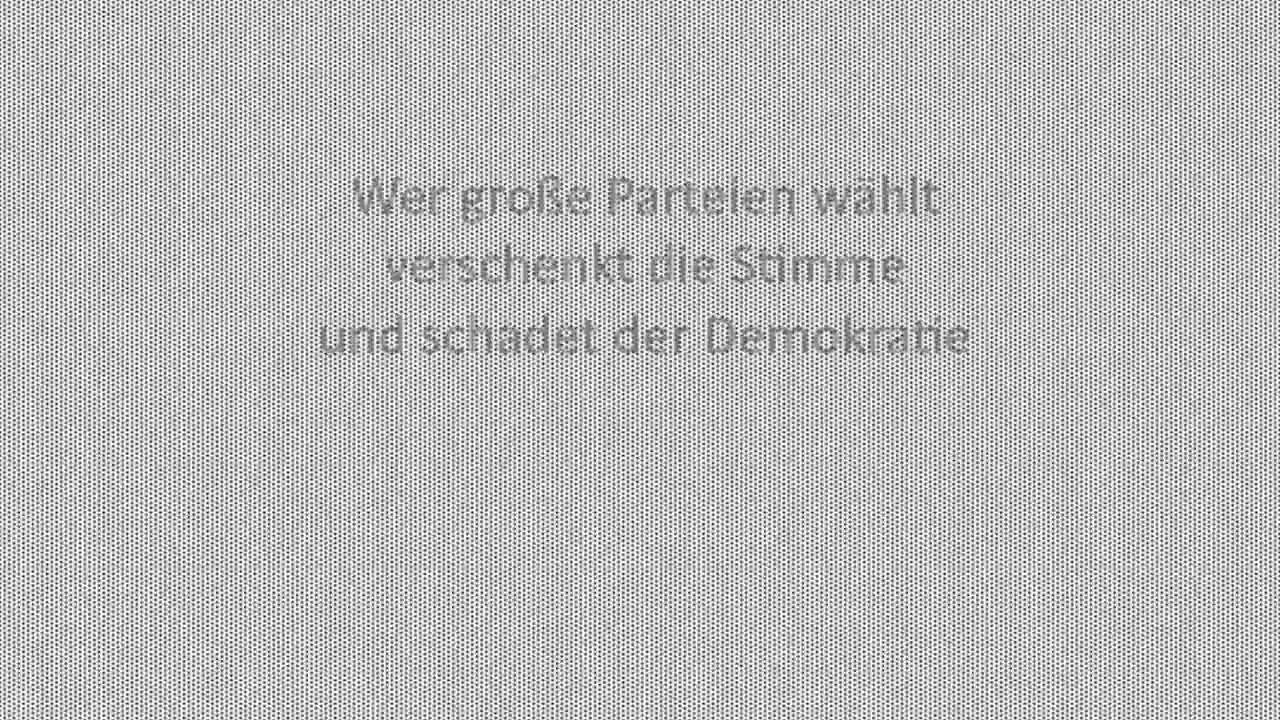 Wer große Parteien wählt
verschenkt die Stimme
und schadet der Demokratie